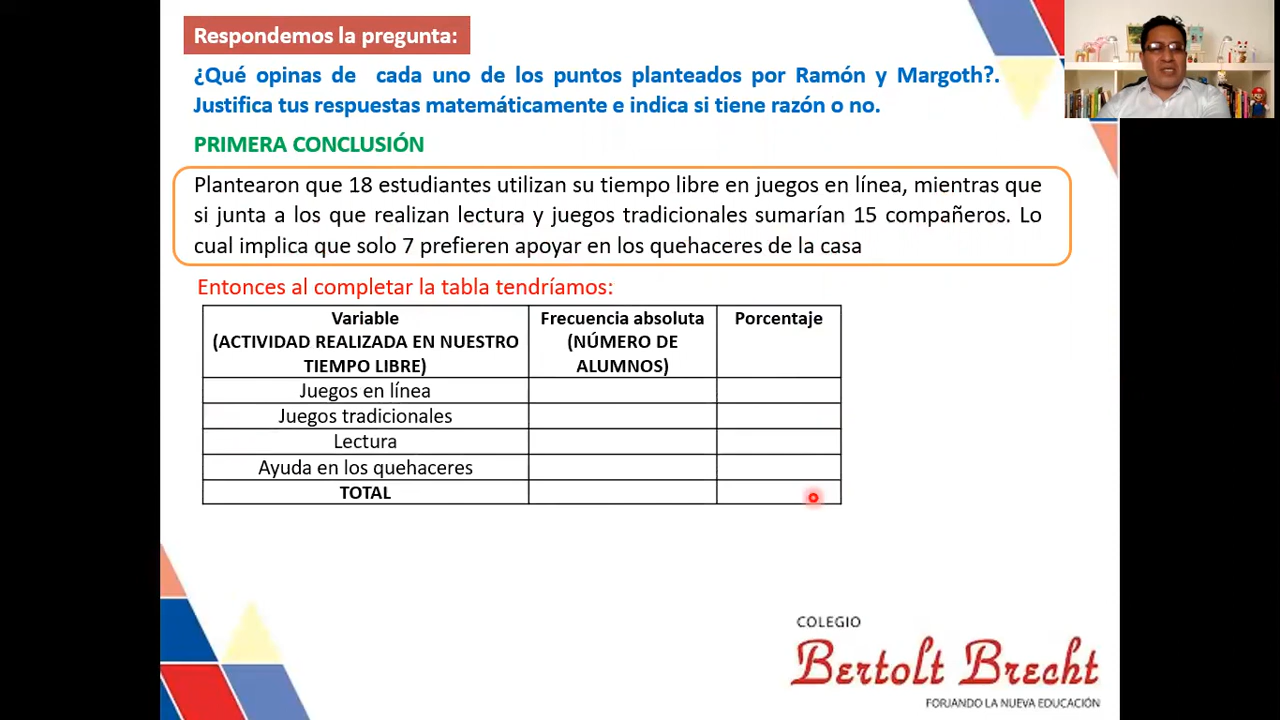 Respondemos la pregunta:
¿Qué opinas de cada uno de los puntos planteados por Ramón y Margoth?.
Justifica tus respuestas matemáticamente e indica si tiene razón o no.
PRIMERA CONCLUSIÓN
Plantearon que 18 estudiantes utilizan su tiempo libre en juegos en línea, mientras que
si junta a los que realizan lectura y juegos tradicionales sumarían 15 compañeros. Lo
cual implica que solo 7 prefieren apoyar en los quehaceres de la casa
Entonces al completar la tabla tendríamos:
Variable
(ACTIVIDAD REALIZADA EN NUESTRO
TIEMPO LIBRE)
Frecuencia absoluta
(NÚMERO DE
ALUMNOS)
Porcentaje
Juegos en línea
Juegos tradicionales
Lectura
Ayuda en los quehaceres
TOTAL
COLEGIO
Bertolt Brecht
FORJANDO LA NUEVA EDUCACIÓN